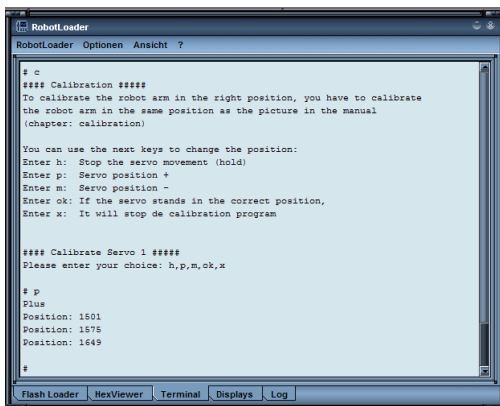 RobotLoader
RobotLoader Optionen Ansicht ?
# c
#### Calibration #####
To calibrate the robot arm in the right position, you have to calibrate
the robot arm in the same position as the picture in the manual
(chapter: calibration)
You can use the next keys to change the position:
Enter h: Stop the servo movement (hold)
Enter p: Servo position +
Enter m: Servo position -
Enter ok: If the servo stands in the correct position,
Enter x: It will stop de calibration program
#### Calibrate Servo 1 #####
Please enter your choice: h,p,m,ok,x
# p
Plus
Position: 1501
Position: 1575
Position: 1649
#
Flash Loader HexViewer Terminal Displays Log